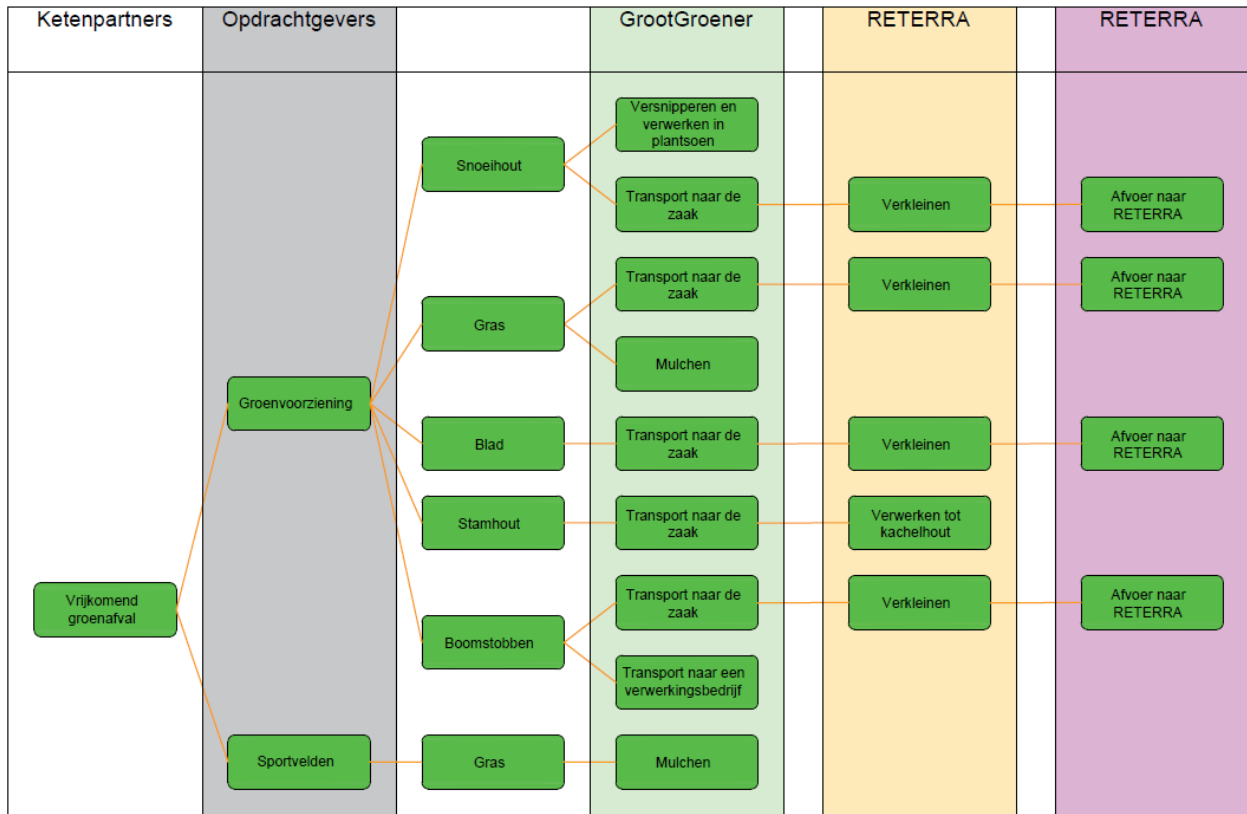 Ketenpartners
Opdrachtgevers
GrootGroener
RETERRA
RETERRA
Versnipperen en
verwerken in
plantsoen
Snoeihout
Transport naar de
zaak
Verkleinen
Afvoer naar
RETERRA
Transport naar de
zaak
Verkleinen
Afvoer naar
RETERRA
Gras
Mulchen
Groenvoorziening
Blad
Transport naar de
zaak
Verkleinen
Afvoer naar
RETERRA
Stamhout
Transport naar de
zaak
Verwerken tot
kachelhout
Vrijkomend
groenafval
Transport naar de
zaak
Verkleinen
Afvoer naar
RETERRA
Boomstobben
Transport naar een
verwerkingsbedrijf
Sportvelden
Gras
Mulchen